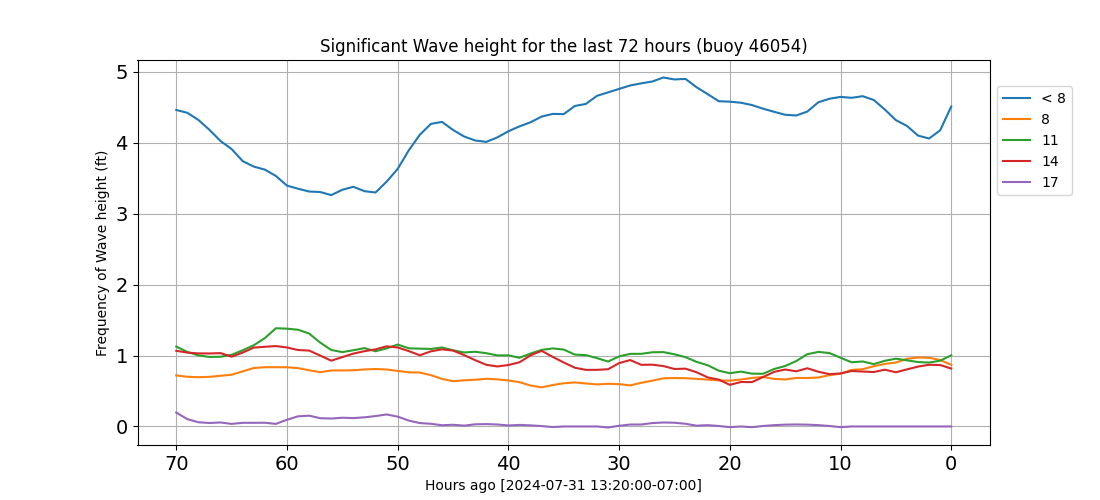 Significant Wave height for the last 72 hours (buoy 46054)
Frequency of Wave height (ft)
5
4
3
2
1
0
70 60 50 40 30 20 10 0
Hours ago [2024-07-31 13:20:00-07:00]
< 8
8
11
14
17